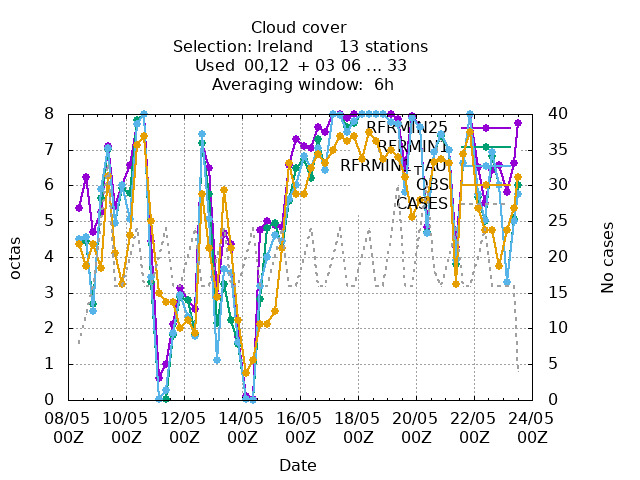 Cloud cover
Selection: Ireland 13 stations
Used 00,12 + 03 06 ... 33
Averaging window: 6h
8 40
RFRMIN25
7 RFRMIN1 35
RFRMIN1_TAU
6 OBS 30
CASES
5 25
4 20
3 15
2 10
1 5
0 0
octas
No cases
08/05 10/05 12/05 14/05 16/05 18/05 20/05 22/05 24/05
00Z 00Z 00Z 00Z 00Z 00Z 00Z 00Z 00Z
Date